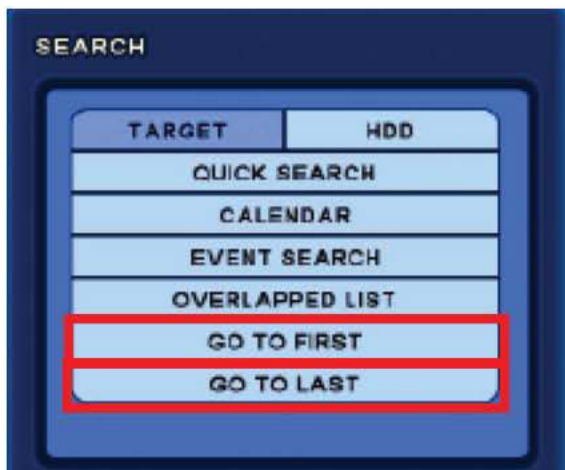 SEARCH
TARGET HDD
QUICK SEARCH
CALENDAR
EVENT SEARCH
OVERLAPPED LIST
GO TO FIRST
GO TO LAST